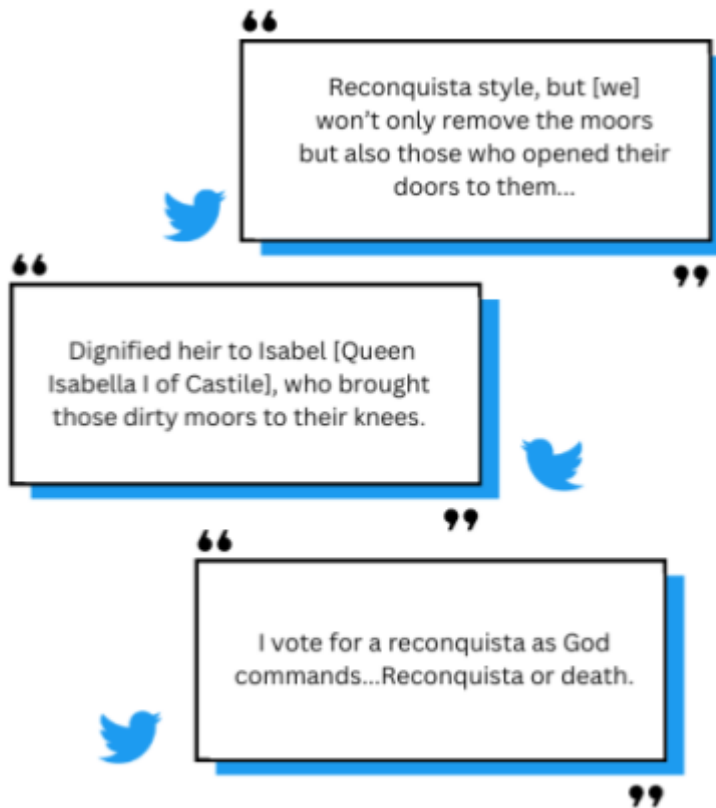 Reconquista style, but [we]
won't only remove the moors
but also those who opened their
doors to them...
Dignified heir to Isabel [Queen
Isabella I of Castile], who brought
those dirty moors to their knees.
I vote for a reconquista as God
commands...Reconquista or death.